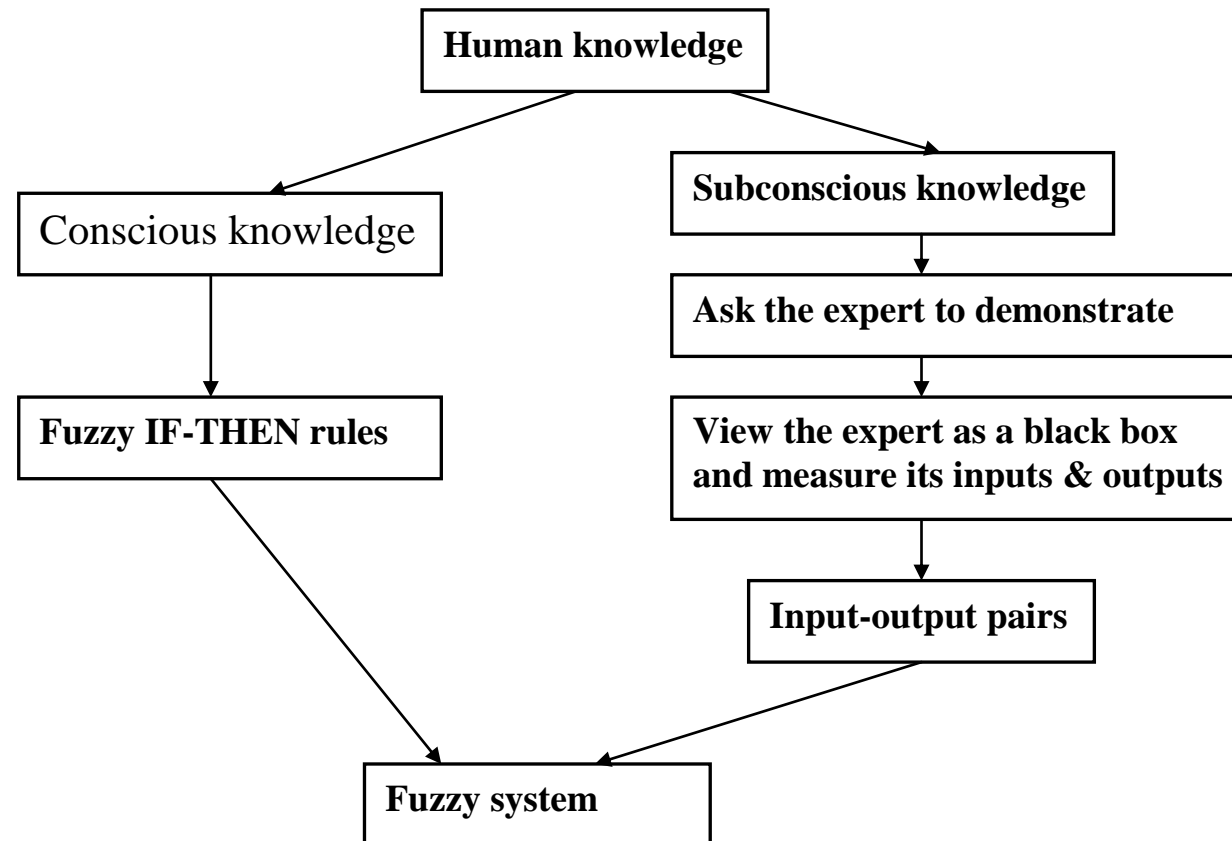 Human knowledge
Subconscious knowledge
Conscious knowledge
Ask the expert to demonstrate
Fuzzy IF-THEN rules
View the expert as a black box
and measure its inputs & outputs
Input-output pairs
Fuzzy system